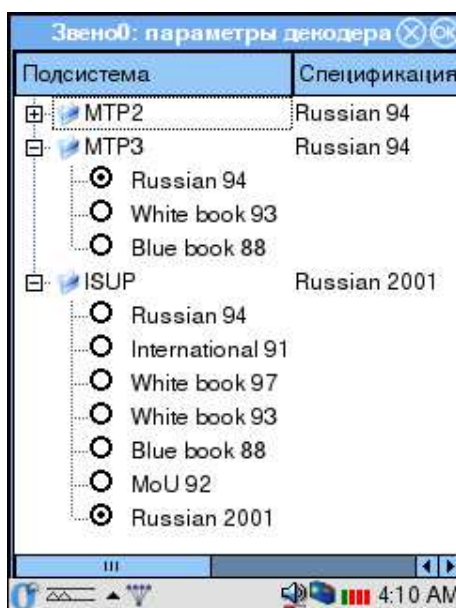 Звено0: параметры декодера OK
Подсистема Спецификация
MTP2 Russian 94
MTP3 Russian 94
Russian 94
White book 93
Blue book 88
ISUP Russian 2001
Russian 94
International 91
White book 97
White book 93
Blue book 88
MoU 92
Russian 2001
4:10 AM